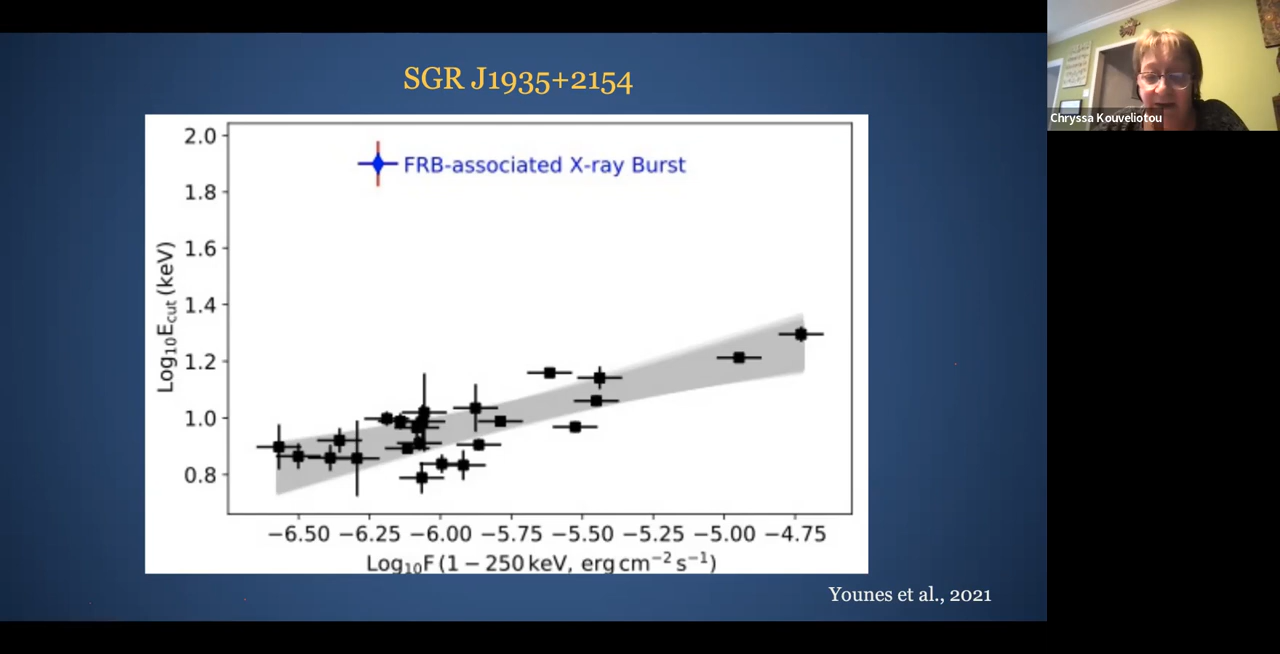 SGR J1935+2154
Chryssa Kouveliotou
FRB-associated X-ray Burst
Log₁₀E_cut (keV)
2.0
1.8
1.6
1.4
1.2
1.0
0.8
−6.50 −6.25 −6.00 −5.75 −5.50 −5.25 −5.00 −4.75
Log₁₀F (1 − 250 keV, erg cm⁻² s⁻¹)
Younes et al., 2021